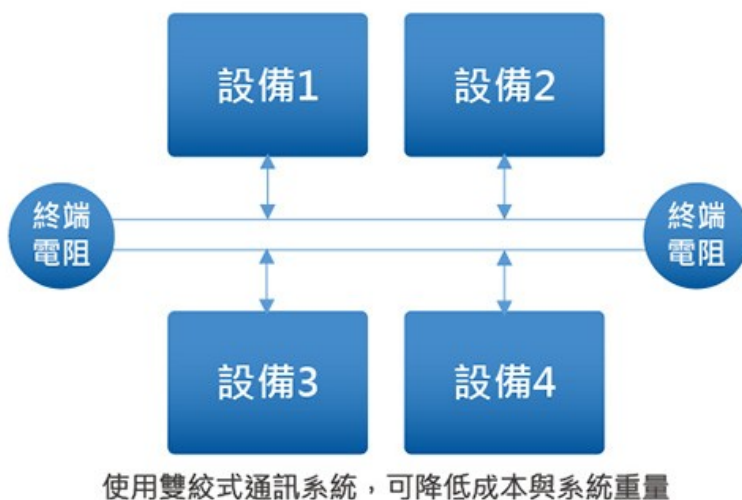 設備1
設備2
終端
電阻
終端
電阻
設備3
設備4
使用雙絞式通訊系統，可降低成本與系統重量